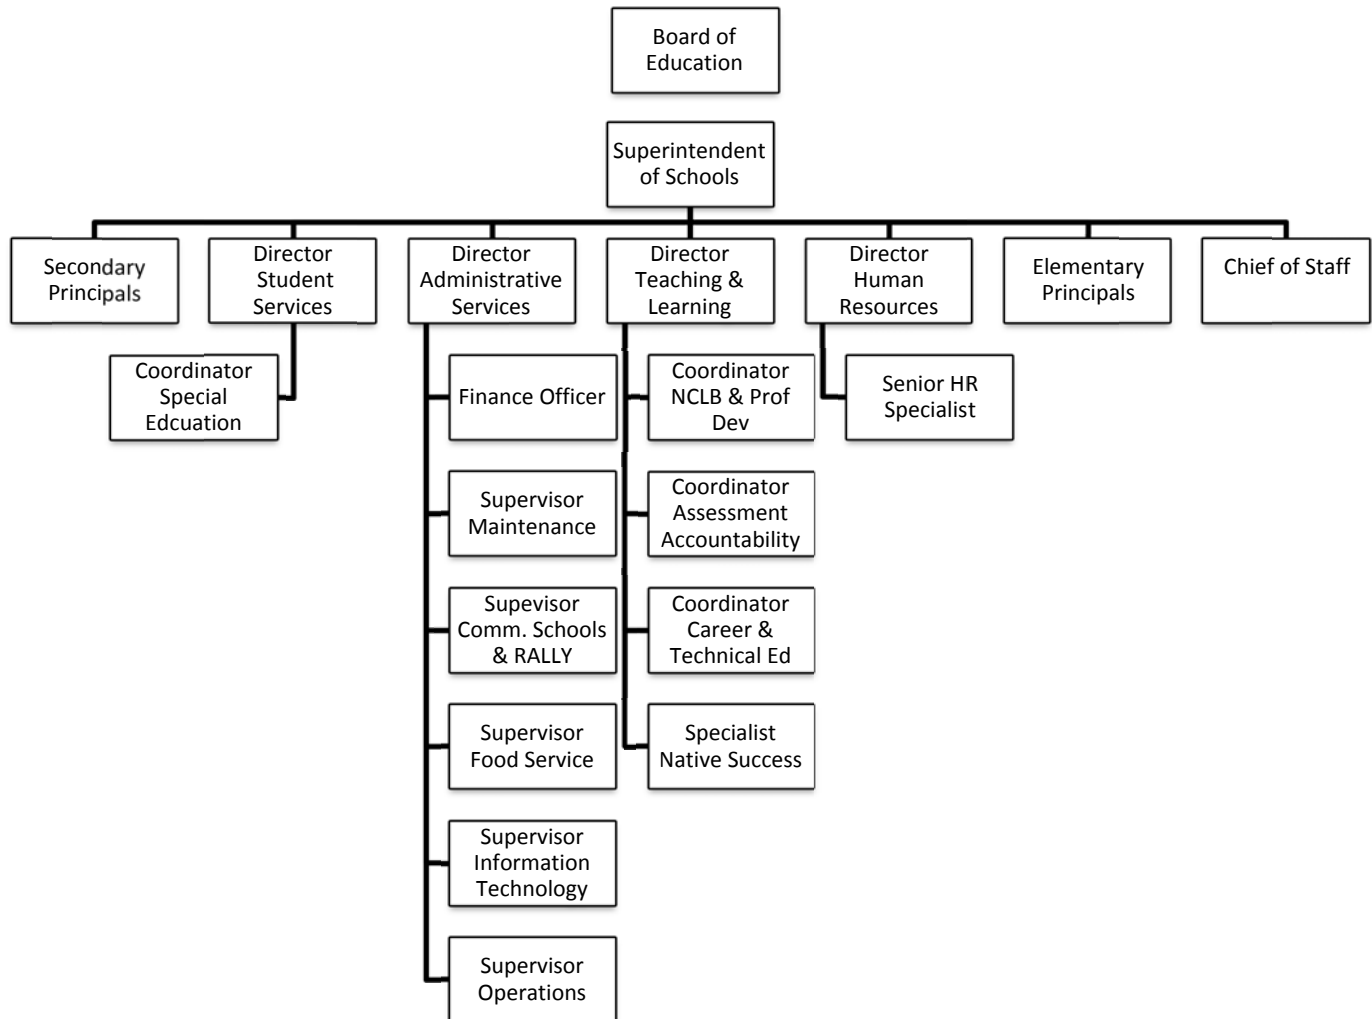 Board of
Education
Superintendent
of Schools
Secondary
Principals
Director
Student
Services
Director
Administrative
Services
Director
Teaching &
Learning
Director
Human
Resources
Elementary
Principals
Chief of Staff
Coordinator
Special
Edcuation
Finance Officer
Coordinator
NCLB & Prof
Dev
Senior HR
Specialist
Supervisor
Maintenance
Coordinator
Assessment
Accountability
Supevisor
Comm. Schools
& RALLY
Coordinator
Career &
Technical Ed
Supervisor
Food Service
Specialist
Native Success
Supervisor
Information
Technology
Supervisor
Operations